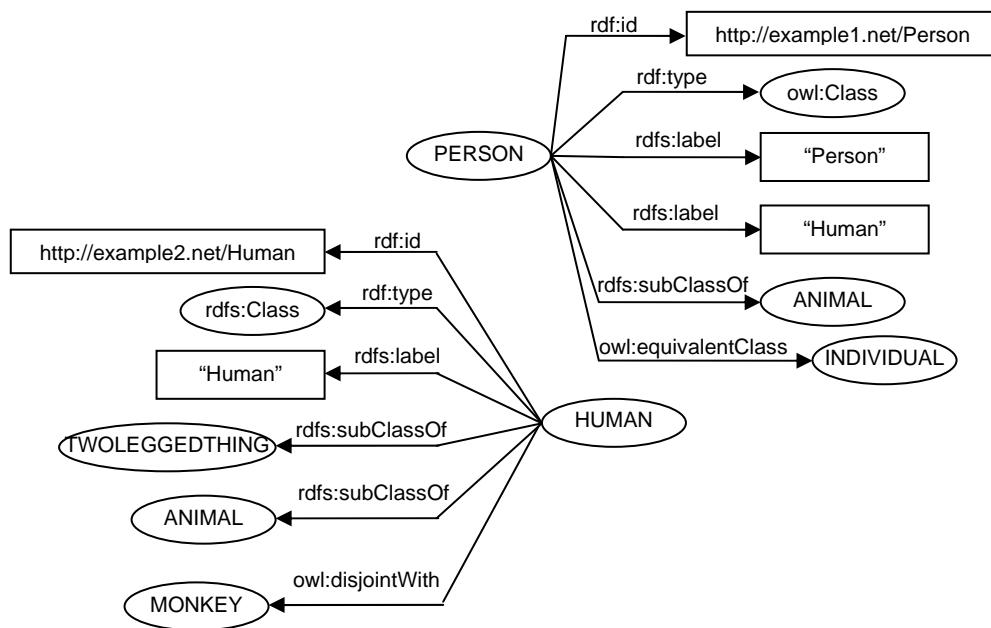 rdf:id
http://example1.net/Person
rdf:type
owl:Class
PERSON
rdfs:label
“Person”
rdfs:label
“Human”
rdfs:subClassOf
ANIMAL
owl:equivalentClass
INDIVIDUAL
http://example2.net/Human
rdf:id
rdfs:Class
rdf:type
“Human”
rdfs:label
HUMAN
TWOLEGGEDTHING
rdfs:subClassOf
ANIMAL
rdfs:subClassOf
MONKEY
owl:disjointWith